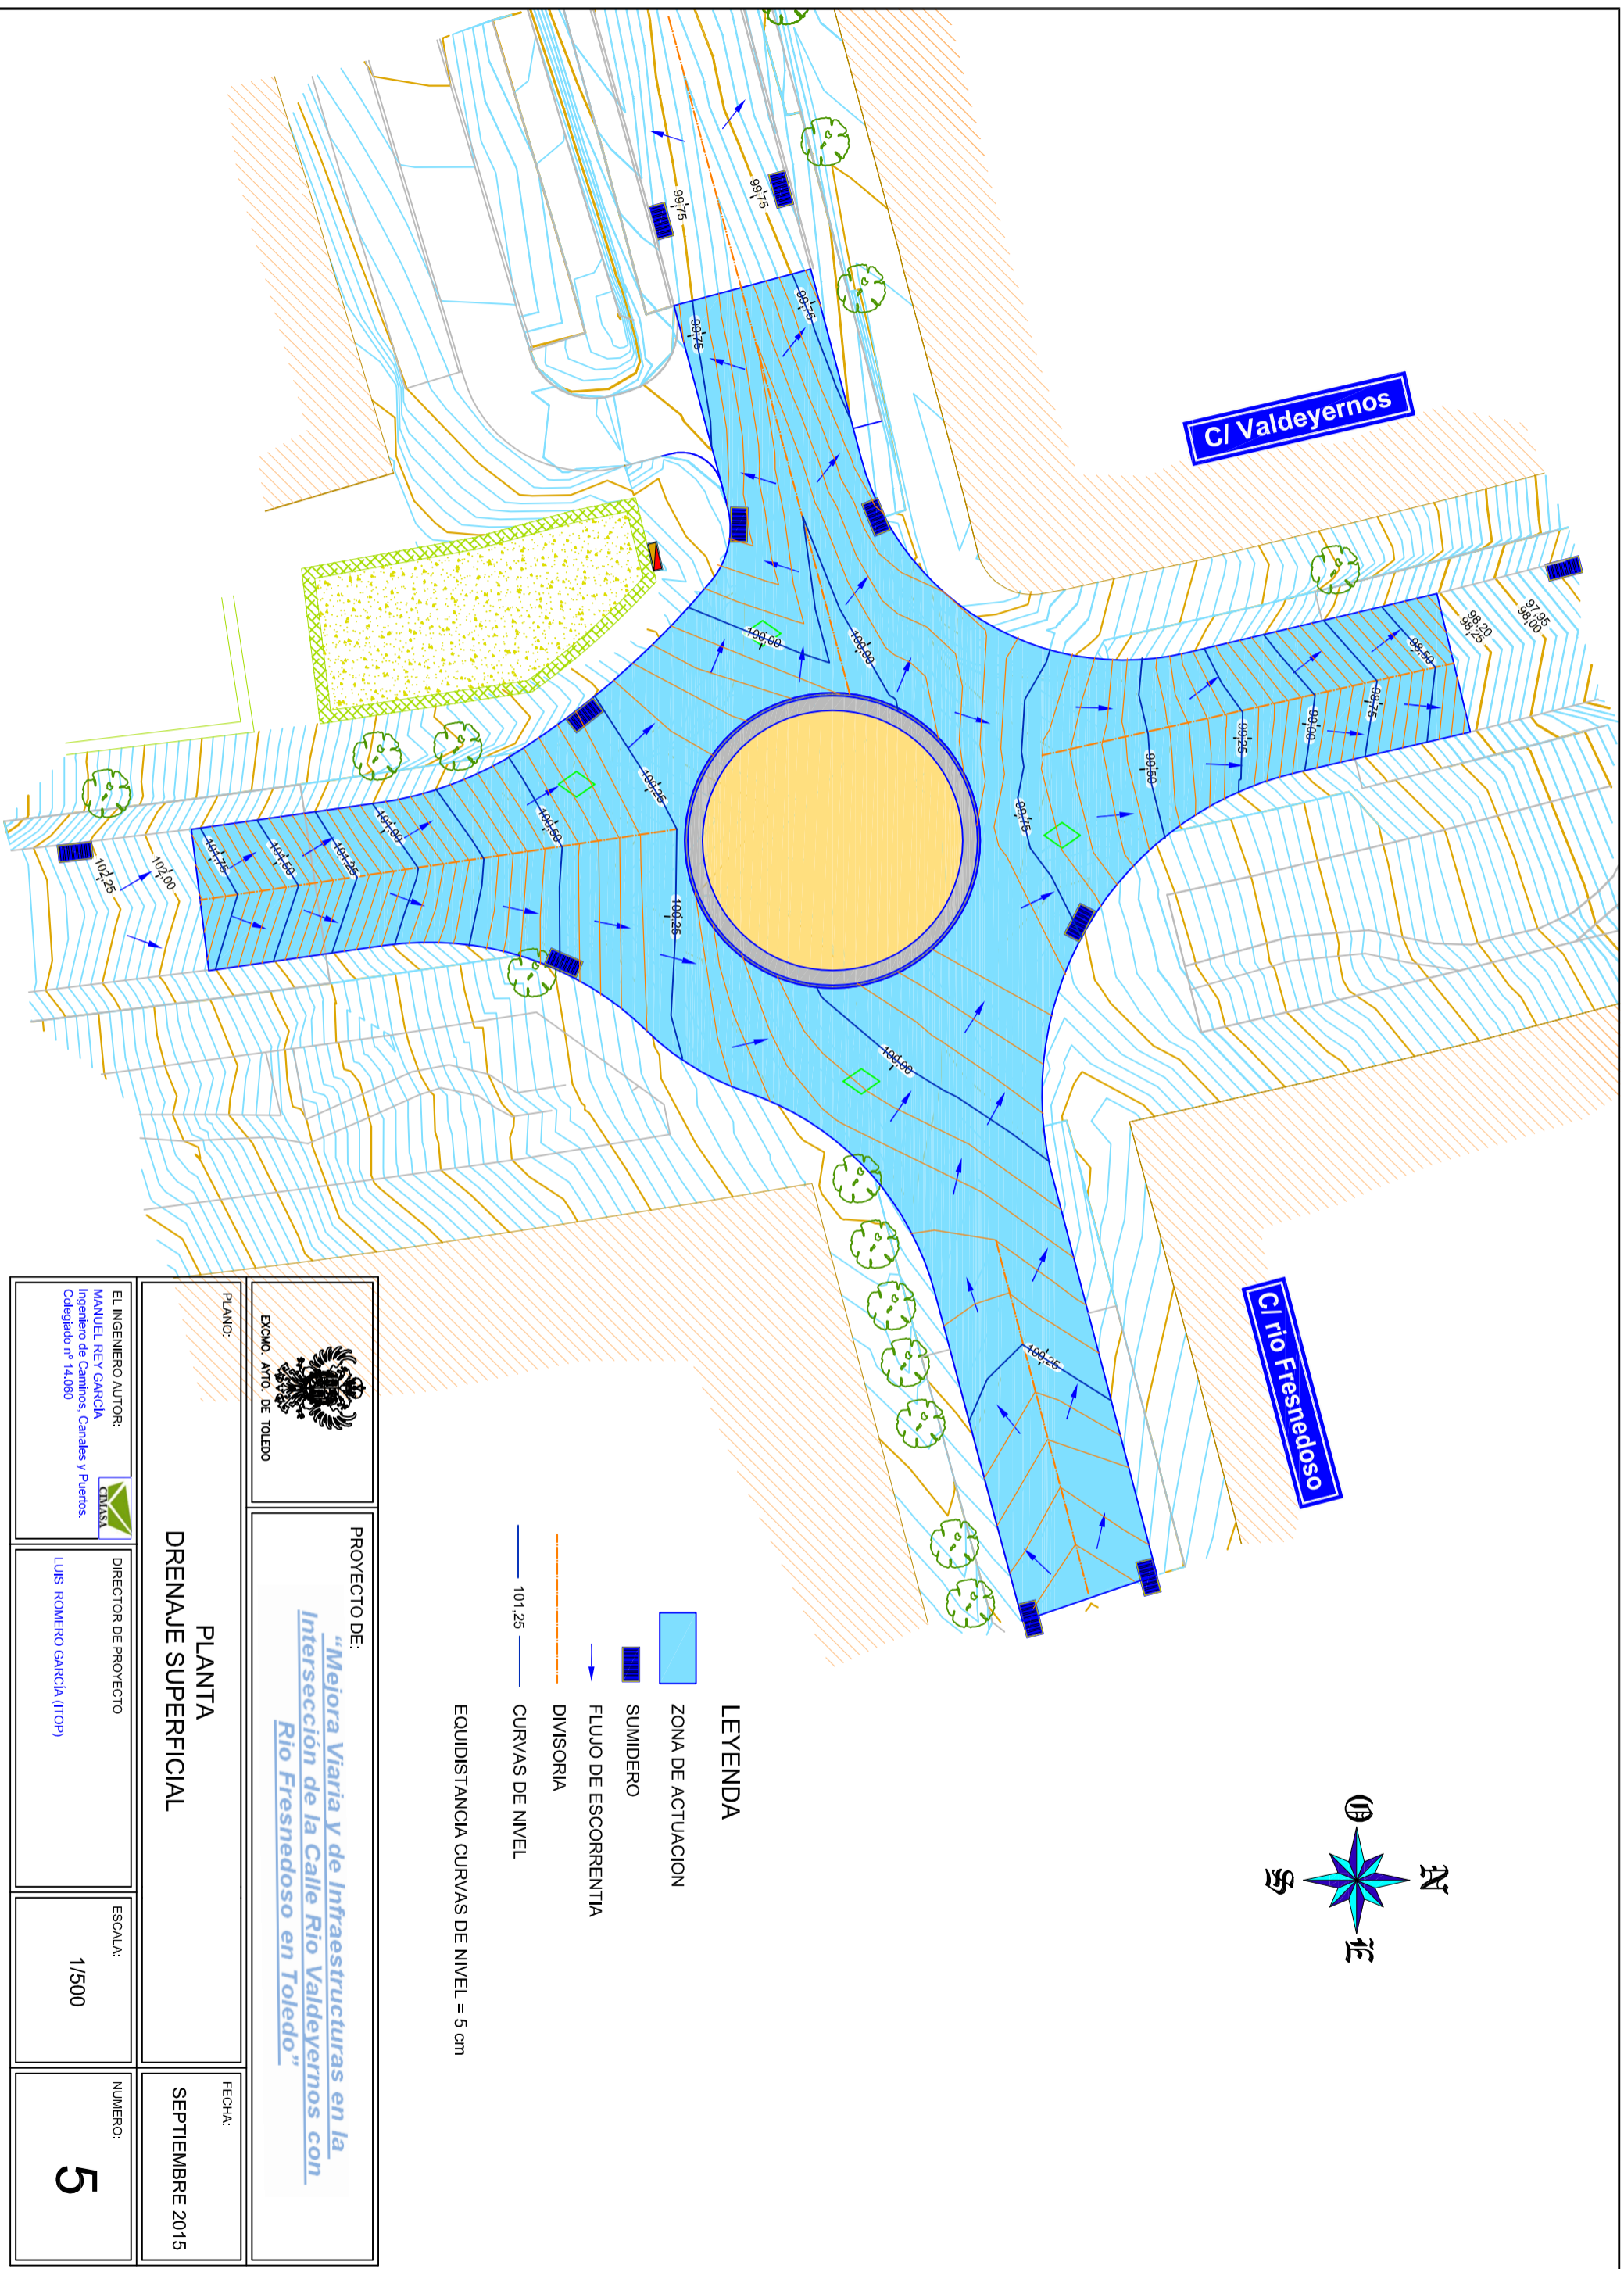 C/ Valdeyernos
C/ rio Fresnedoso
N
O
E
S
97,95
98,00
98,20
98,25
98,50
98,75
99,00
99,25
99,50
99,75
99,75
99,75
99,75
99,75
100,00
100,00
100,00
100,25
100,25
100,25
100,50
101,00
101,25
101,50
101,75
102,00
102,25
LEYENDA
ZONA DE ACTUACION
SUMIDERO
FLUJO DE ESCORRENTIA
DIVISORIA
101,25
CURVAS DE NIVEL
EQUIDISTANCIA CURVAS DE NIVEL = 5 cm
EXCMO. AYTO. DE TOLEDO
PROYECTO DE:
“Mejora Viaria y de Infraestructuras en la
Intersección de la Calle Rio Valdeyernos con
Rio Fresnedoso en Toledo”
PLANO:
PLANTA
DRENAJE SUPERFICIAL
FECHA:
SEPTIEMBRE 2015
EL INGENIERO AUTOR:
MANUEL REY GARCÍA
Ingeniero de Caminos, Canales y Puertos.
Colegiado nº 14.060
CIMASA
DIRECTOR DE PROYECTO
LUIS ROMERO GARCÍA (ITOP)
ESCALA:
1/500
NUMERO:
5